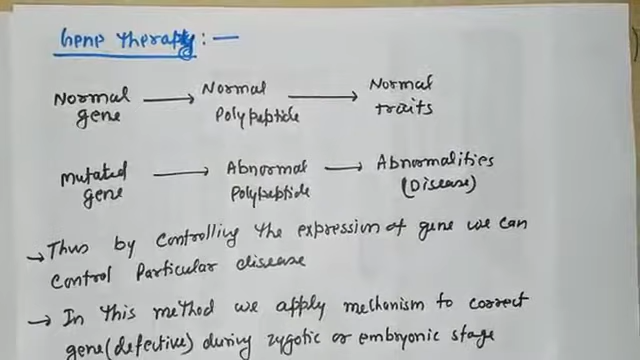 Gene Therapy :—
Normal gene → Normal Polypeptide → Normal traits
Mutated gene → Abnormal Polypeptide → Abnormalities (Disease)
→ Thus by controlling the expression of gene we can
control Particular disease
→ In this method we apply mechanism to correct
gene (defective) during zygotic or embryonic stage